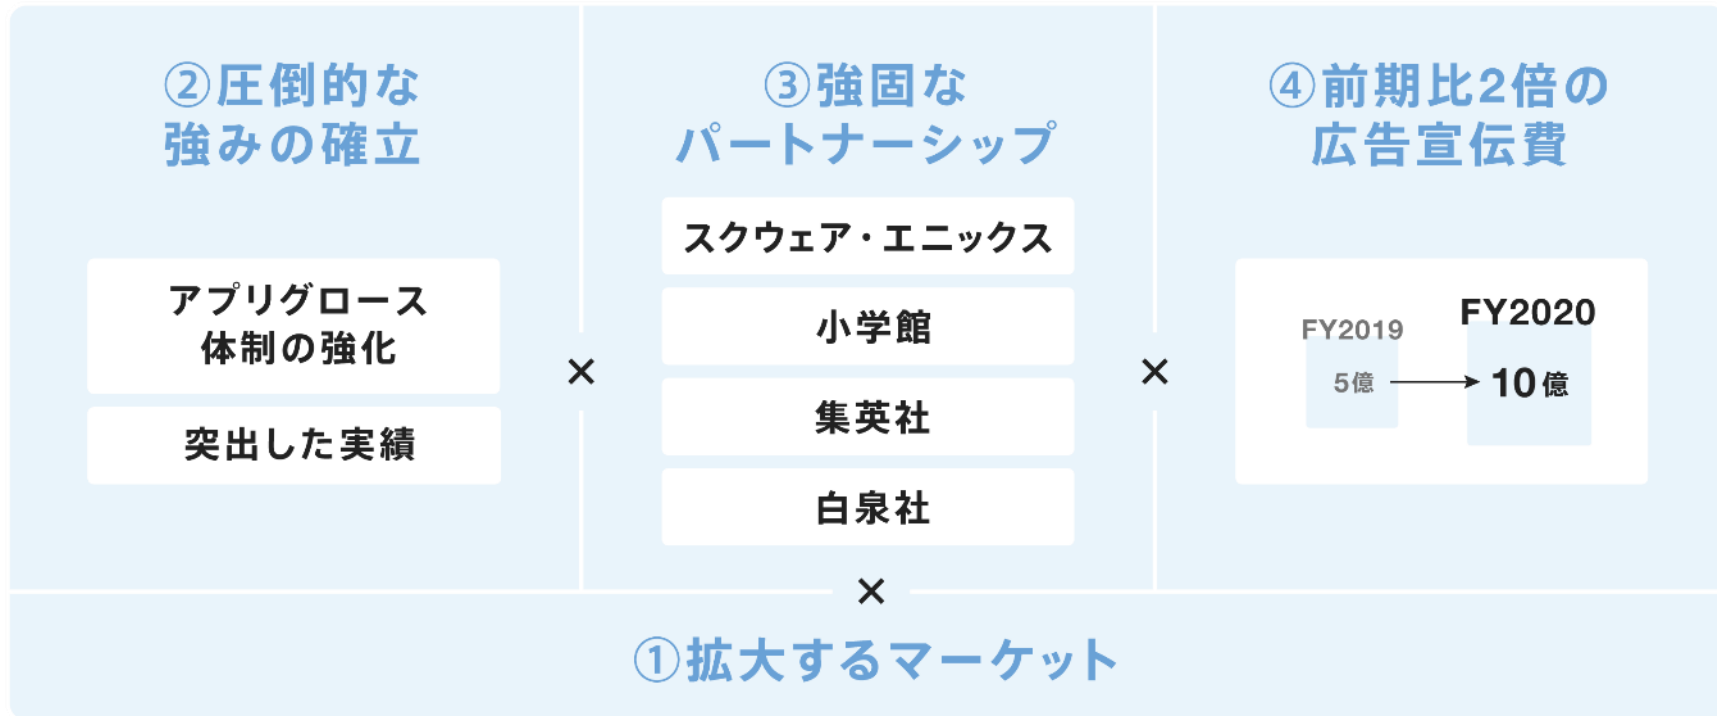 ②圧倒的な
強みの確立
アプリグロース
体制の強化
突出した実績
×
③強固な
パートナーシップ
スクウェア・エニックス
小学館
集英社
白泉社
×
④前期比2倍の
広告宣伝費
FY2019
5億
FY2020
10億
×
①拡大するマーケット